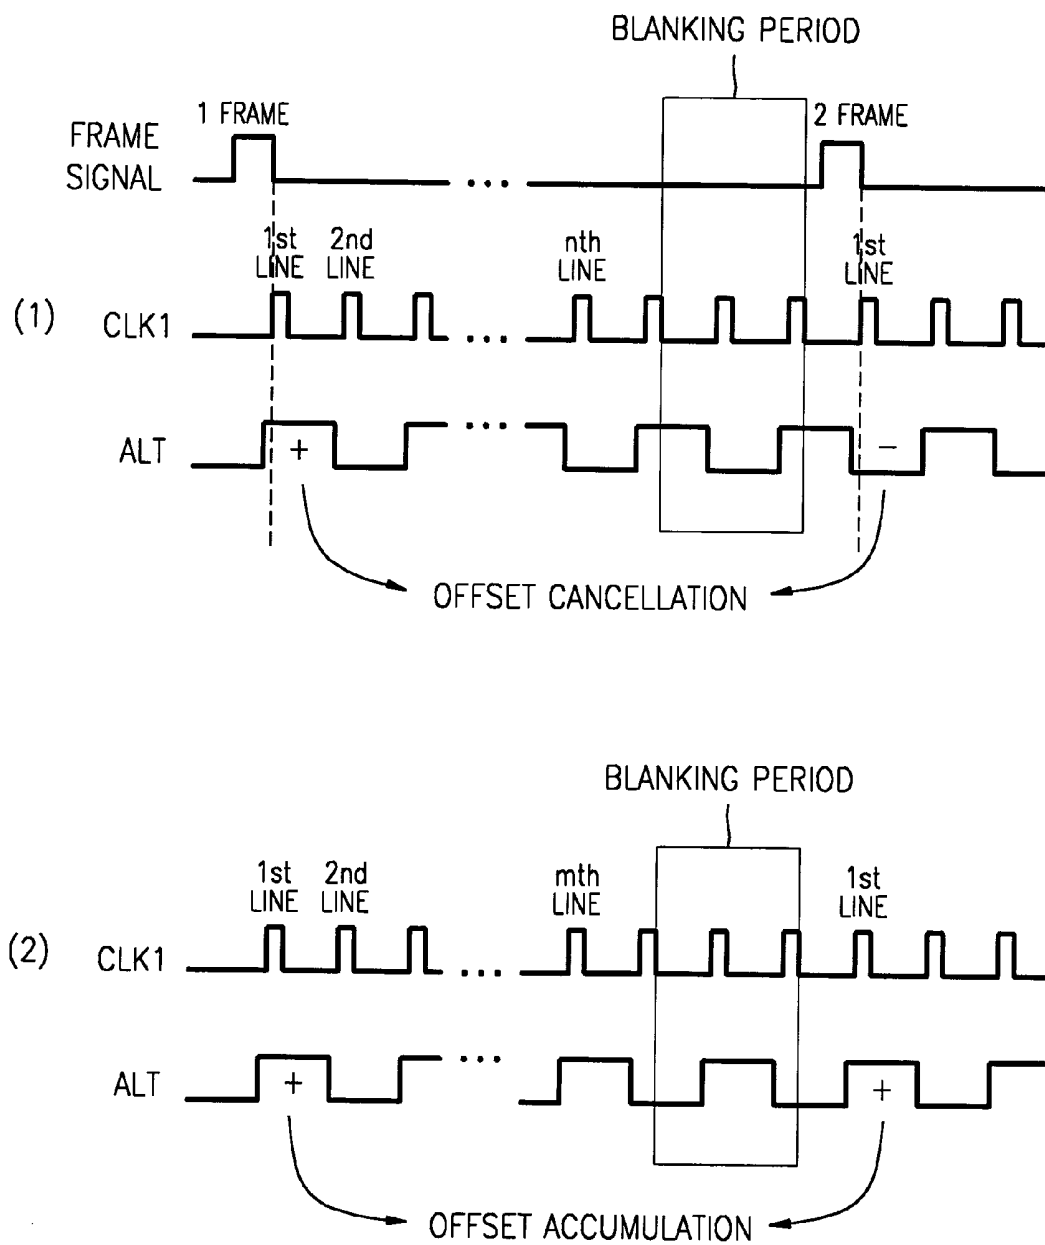 BLANKING PERIOD
1 FRAME
2 FRAME
FRAME
SIGNAL
...
1st
LINE
2nd
LINE
nth
LINE
1st
LINE
(1)
CLK1
...
ALT
+
...
−
OFFSET CANCELLATION
BLANKING PERIOD
1st
LINE
2nd
LINE
mth
LINE
1st
LINE
(2)
CLK1
...
ALT
+
...
+
OFFSET ACCUMULATION